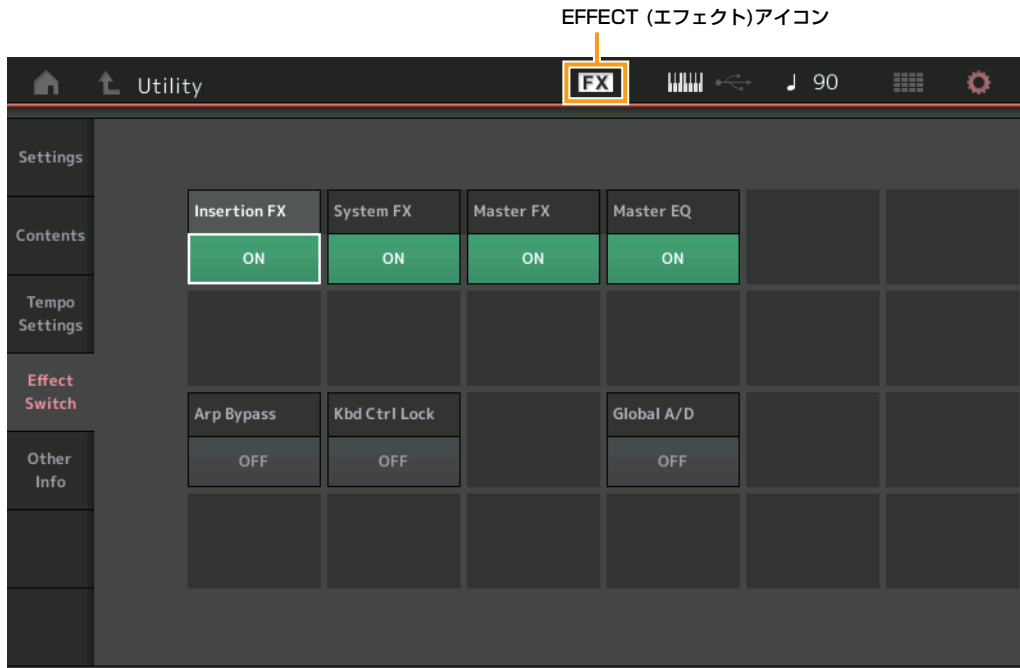 EFFECT (エフェクト)アイコン
Utility
FX
90
Settings
Contents
Tempo
Settings
Effect
Switch
Other
Info
Insertion FX
ON
System FX
ON
Master FX
ON
Master EQ
ON
Arp Bypass
OFF
Kbd Ctrl Lock
OFF
Global A/D
OFF